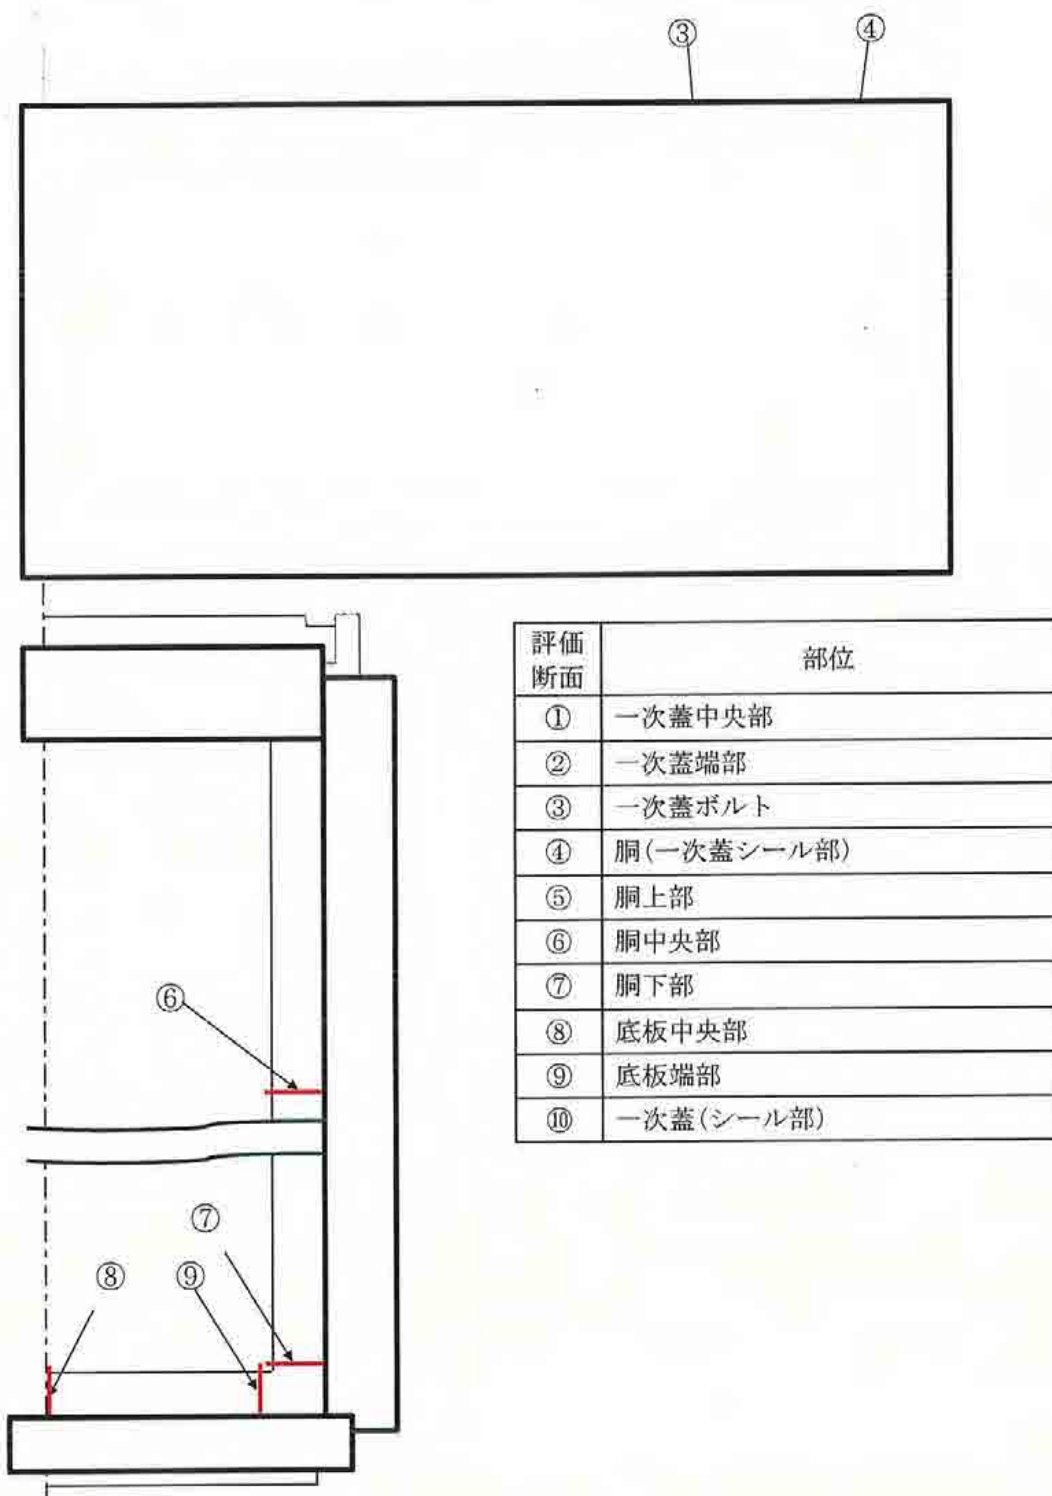 ③ ④
評価
断面
部位
① 一次蓋中央部
② 一次蓋端部
③ 一次蓋ボルト
④ 胴(一次蓋シール部)
⑤ 胴上部
⑥ 胴中央部
⑦ 胴下部
⑧ 底板中央部
⑨ 底板端部
⑩ 一次蓋(シール部)
⑥
⑦
⑧ ⑨